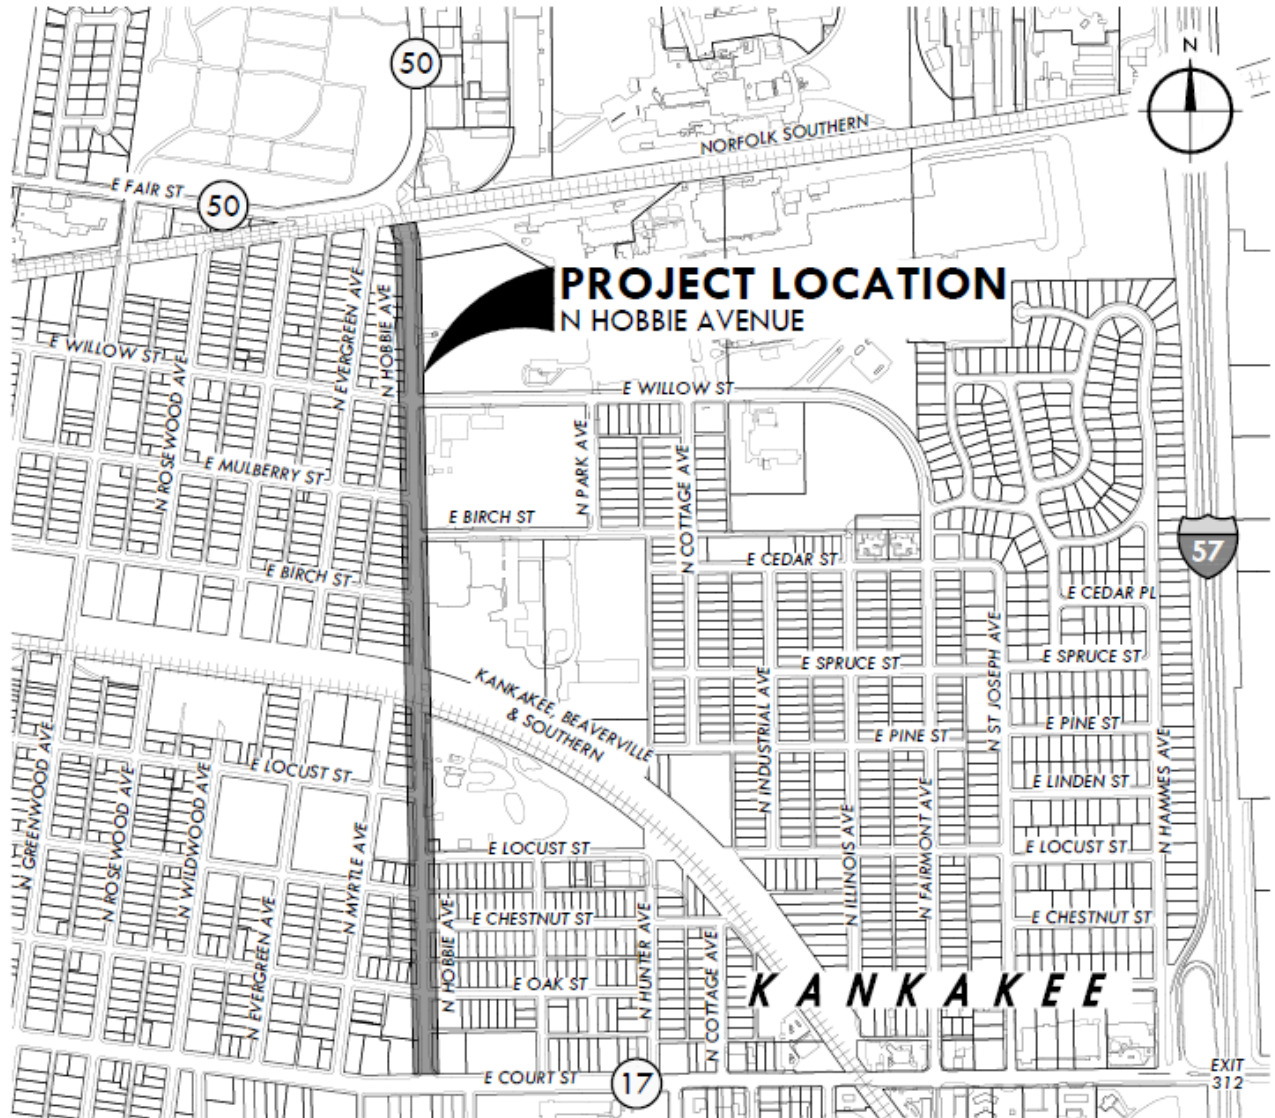 50
N
NORFOLK SOUTHERN
E FAIR ST
50
PROJECT LOCATION
N HOBBIE AVENUE
N EVERGREEN AVE
N HOBBIE AVE
E WILLOW ST
N ROSEWOOD AVE
E WILLOW ST
E MULBERRY ST
N PARK AVE
N COTTAGE AVE
E BIRCH ST
E CEDAR ST
57
E BIRCH ST
E CEDAR PL
N ST JOSEPH AVE
E SPRUCE ST
E SPRUCE ST
KANKAKEE, BEAVERVILLE
& SOUTHERN
N INDUSTRIAL AVE
E PINE ST
E PINE ST
N GREENWOOD AVE
E LOCUST ST
N ROSEWOOD AVE
N WILDWOOD AVE
E LINDEN ST
N HAMMES AVE
N MYRTLE AVE
N ILLINOIS AVE
N FAIRMONT AVE
E LOCUST ST
E LOCUST ST
N EVERGREEN AVE
N HOBBIE AVE
E CHESTNUT ST
N HUNTER AVE
E CHESTNUT ST
N COTTAGE AVE
E OAK ST
KANKAKEE
E COURT ST
17
EXIT
312